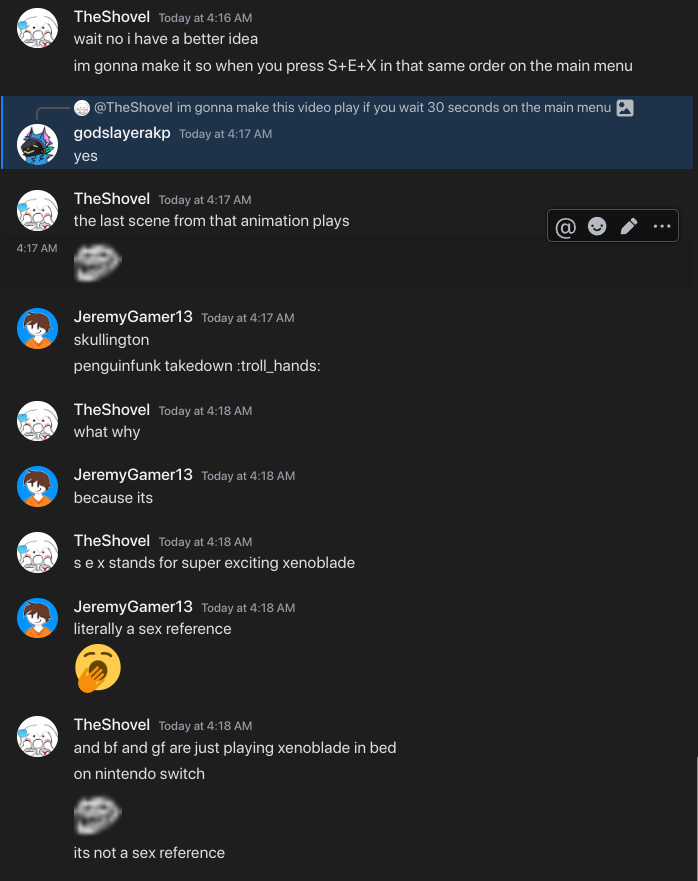 TheShovel Today at 4:16 AM
wait no i have a better idea
im gonna make it so when you press S+E+X in that same order on the main menu
@TheShovel im gonna make this video play if you wait 30 seconds on the main menu
godslayerakp Today at 4:17 AM
yes
TheShovel Today at 4:17 AM
the last scene from that animation plays
4:17 AM
JeremyGamer13 Today at 4:17 AM
skullington
penguinfunk takedown :troll_hands:
TheShovel Today at 4:18 AM
what why
JeremyGamer13 Today at 4:18 AM
because its
TheShovel Today at 4:18 AM
s e x stands for super exciting xenoblade
JeremyGamer13 Today at 4:18 AM
literally a sex reference
TheShovel Today at 4:18 AM
and bf and gf are just playing xenoblade in bed
on nintendo switch
its not a sex reference